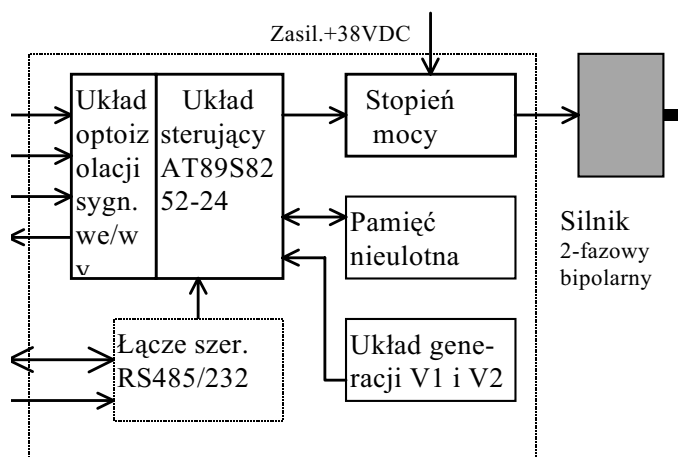 Zasil.+38VDC
Układ
optoiz
olacji
sygn.
we/w
y
Układ
sterujący
AT89S82
52-24
Stopień
mocy
Pamięć
nieulotna
Silnik
2-fazowy
bipolarny
Łącze szer.
RS485/232
Układ gene-
racji V1 i V2